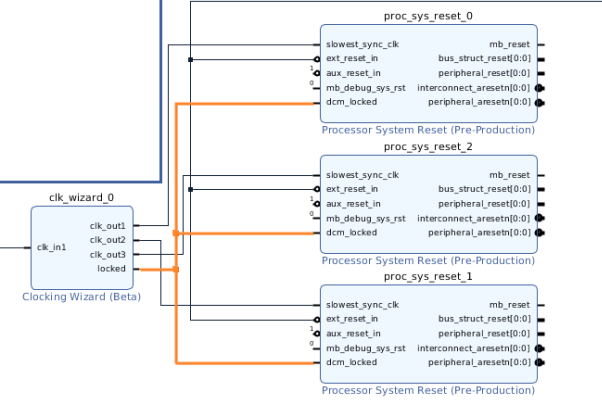 proc_sys_reset_0
slowest_sync_clk mb_reset
ext_reset_in bus_struct_reset[0:0]
1 aux_reset_in peripheral_reset[0:0]
0 mb_debug_sys_rst interconnect_aresetn[0:0]
dcm_locked peripheral_aresetn[0:0]
Processor System Reset (Pre-Production)
proc_sys_reset_2
slowest_sync_clk mb_reset
ext_reset_in bus_struct_reset[0:0]
1 aux_reset_in peripheral_reset[0:0]
0 mb_debug_sys_rst interconnect_aresetn[0:0]
dcm_locked peripheral_aresetn[0:0]
Processor System Reset (Pre-Production)
clk_wizard_0
clk_out1
clk_out2
clk_in1
clk_out3
locked
Clocking Wizard (Beta)
proc_sys_reset_1
slowest_sync_clk mb_reset
ext_reset_in bus_struct_reset[0:0]
1 aux_reset_in peripheral_reset[0:0]
0 mb_debug_sys_rst interconnect_aresetn[0:0]
dcm_locked peripheral_aresetn[0:0]
Processor System Reset (Pre-Production)